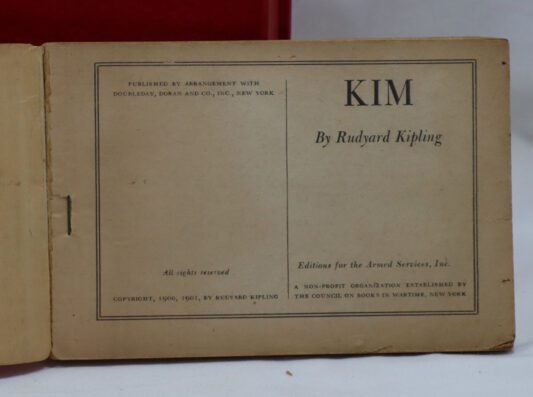 PUBLISHED BY ARRANGEMENT WITH
DOUBLEDAY, DORAN AND CO., INC., NEW YORK
All rights reserved
COPYRIGHT, 1900, 1901, BY RUDYARD KIPLING
KIM
By Rudyard Kipling
Editions for the Armed Services, Inc.
A NON-PROFIT ORGANIZATION ESTABLISHED BY
THE COUNCIL ON BOOKS IN WARTIME, NEW YORK